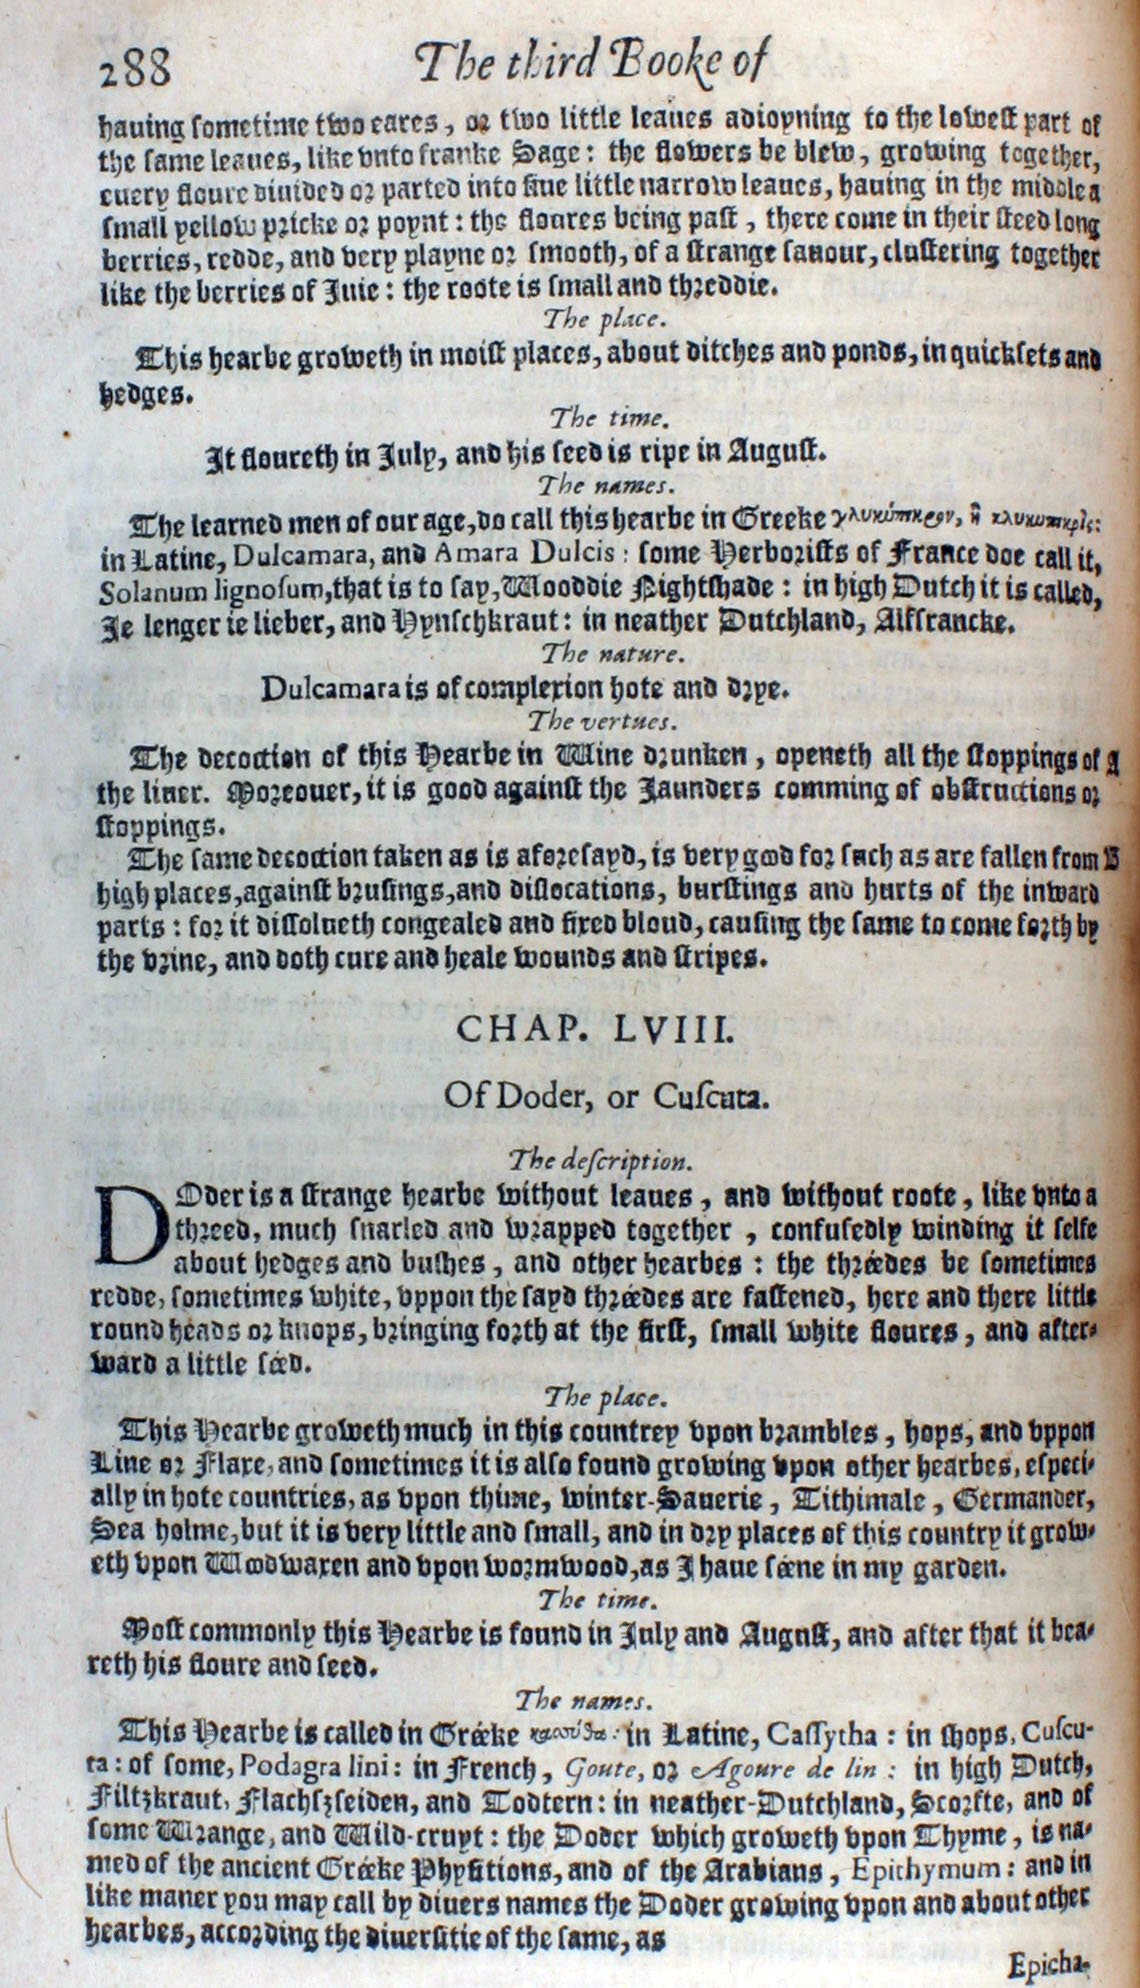 288 The third Booke of
hauing sometime two eares, or two little leaues adioyning to the lowest part of
the same leaues, like vnto franke Sage: the flowers be blew, growing together,
euery floure diuided or parted into fiue little narrow leaues, hauing in the middle a
small yellow pricke or poynt: the floures being past, there come in their steed long
berries, redde, and very playne or smooth, of a strange sauour, clustering together
like the berries of Iuie: the roote is small and threddie.
The place.
This hearbe groweth in moist places, about ditches and ponds, in quicksets and
hedges.
The time.
It floureth in July, and his seed is ripe in August.
The names.
The learned men of our age, do call this hearbe in Greeke γλυκύπικρον, ἢ
in Latine, Dulcamara, and Amara Dulcis: some Herborists of France doe call it,
Solanum lignosum, that is to say, Wooddie Nightshade: in high Dutch it is called,
Je lenger ie lieber, and Hynschkraut: in neather Dutchland, Alfsrancke.
The nature.
Dulcamara is of complexion hote and drye.
The vertues.
The decoction of this Hearbe in Wine drunken, openeth all the stoppings of A
the liuer. Moreouer, it is good against the Jaunders comming of obstructions or
stoppings.
The same decoction taken as is aforesayd, is very good for such as are fallen from B
high places, against brusings, and dislocations, burstings and hurts of the inward
parts: for it dissolueth congealed and fixed bloud, causing the same to come forth by
the vrine, and doth cure and heale wounds and stripes.
CHAP. LVIII.
Of Doder, or Cuscuta.
The description.
DOder is a strange hearbe without leaues, and without roote, like vnto a
threed, much snarled and wrapped together, confusedly winding it selfe
about hedges and bushes, and other hearbes: the threedes be sometimes
redde, sometimes white, vppon the sayd threedes are fastened, here and there little
round heads or knops, bringing forth at the first, small white floures, and after-
ward a little seed.
The place.
This Hearbe groweth much in this countrey vpon brambles, hops, and vppon
Line or Flaxe, and sometimes it is also found growing vpon other hearbes, especi-
ally in hote countries, as vpon thime, winter-Sauerie, Tithimale, Germander,
Sea holme, but it is very little and small, and in dry places of this country it grow-
eth vpon Woodwaxen and vpon wormwood, as I haue seene in my garden.
The time.
Most commonly this Hearbe is found in July and August, and after that it bea-
reth his floure and seed.
The names.
This Hearbe is called in Greeke in Latine, Cassytha: in shops, Cuscu-
ta: of some, Podagra lini: in French, Goute, or Agoure de lin: in high Dutch,
Filtzkraut, Flachszseiden, and Todtern: in neather-Dutchland, Scorfte, and of
some Wrange, and Wild-cruyt: the Doder which groweth vpon Thyme, is na-
med of the ancient Greeke Physitions, and of the Arabians, Epithymum: and in
like maner you may call by diuers names the Doder growing vpon and about other
hearbes, according the diuersitie of the same, as
Epitha-